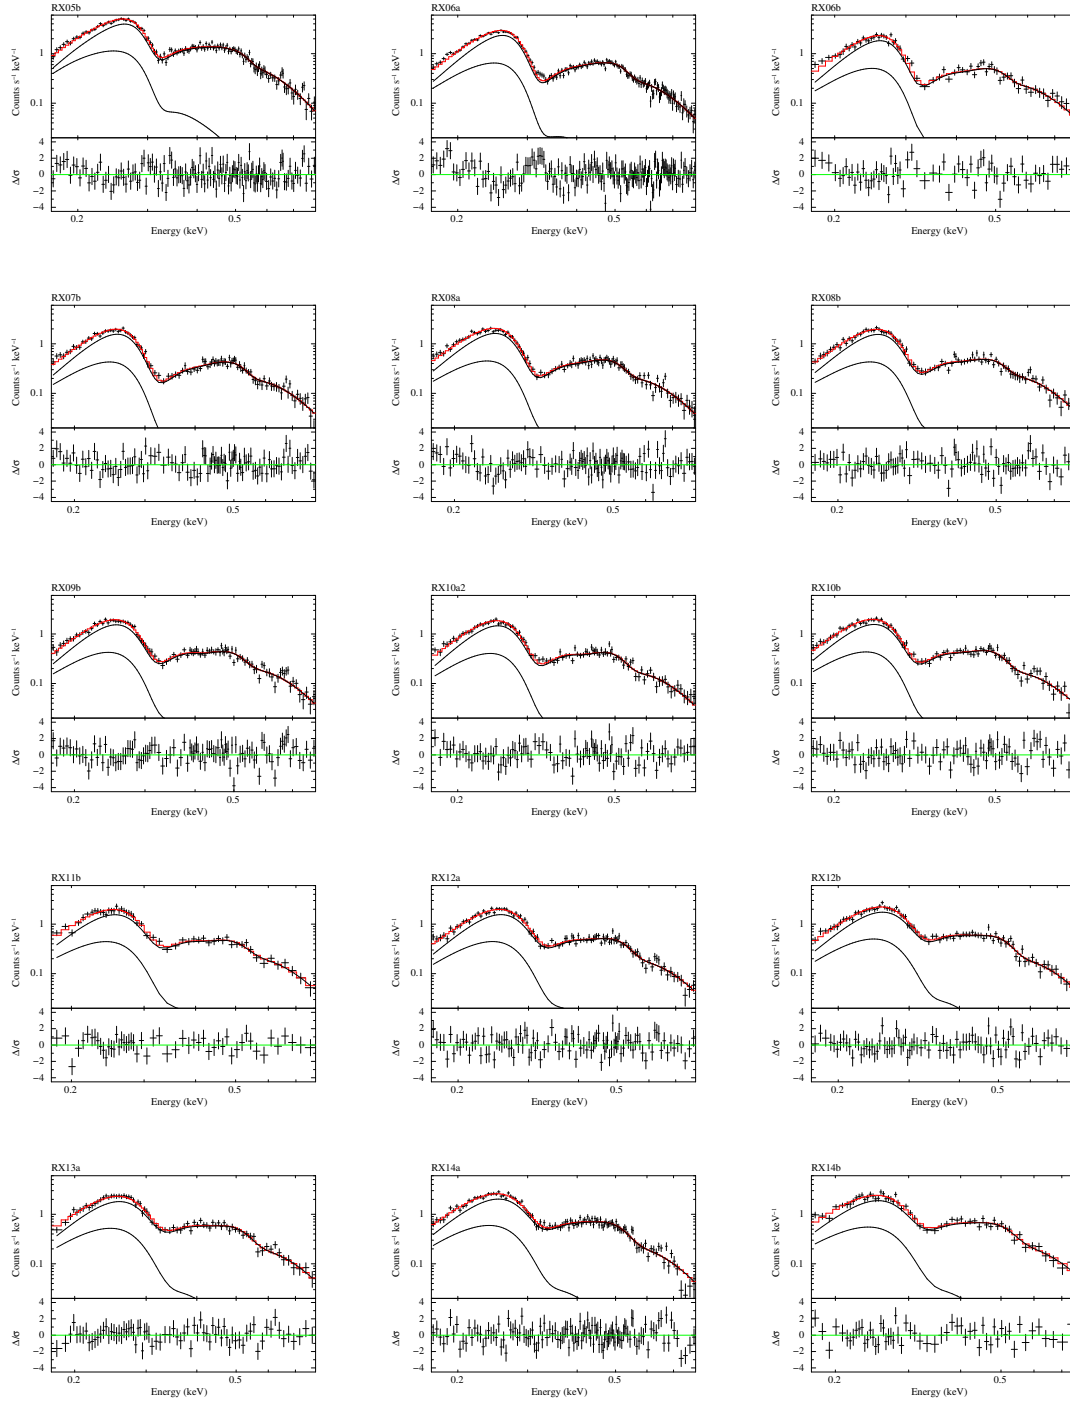 RX05b RX06a RX06b
Counts s⁻¹ keV⁻¹ Counts s⁻¹ keV⁻¹ Counts s⁻¹ keV⁻¹
1 1 1
0.1 0.1 0.1
4 4 4
2 2 2
0 0 0
−2 −2 −2
−4 −4 −4
Δ/σ Δ/σ Δ/σ
0.2 0.5 0.2 0.5 0.2 0.5
Energy (keV) Energy (keV) Energy (keV)
RX07b RX08a RX08b
Counts s⁻¹ keV⁻¹ Counts s⁻¹ keV⁻¹ Counts s⁻¹ keV⁻¹
1 1 1
0.1 0.1 0.1
4 4 4
2 2 2
0 0 0
−2 −2 −2
−4 −4 −4
Δ/σ Δ/σ Δ/σ
0.2 0.5 0.2 0.5 0.2 0.5
Energy (keV) Energy (keV) Energy (keV)
RX09b RX10a2 RX10b
Counts s⁻¹ keV⁻¹ Counts s⁻¹ keV⁻¹ Counts s⁻¹ keV⁻¹
1 1 1
0.1 0.1 0.1
4 4 4
2 2 2
0 0 0
−2 −2 −2
−4 −4 −4
Δ/σ Δ/σ Δ/σ
0.2 0.5 0.2 0.5 0.2 0.5
Energy (keV) Energy (keV) Energy (keV)
RX11b RX12a RX12b
Counts s⁻¹ keV⁻¹ Counts s⁻¹ keV⁻¹ Counts s⁻¹ keV⁻¹
1 1 1
0.1 0.1 0.1
4 4 4
2 2 2
0 0 0
−2 −2 −2
−4 −4 −4
Δ/σ Δ/σ Δ/σ
0.2 0.5 0.2 0.5 0.2 0.5
Energy (keV) Energy (keV) Energy (keV)
RX13a RX14a RX14b
Counts s⁻¹ keV⁻¹ Counts s⁻¹ keV⁻¹ Counts s⁻¹ keV⁻¹
1 1 1
0.1 0.1 0.1
4 4 4
2 2 2
0 0 0
−2 −2 −2
−4 −4 −4
Δ/σ Δ/σ Δ/σ
0.2 0.5 0.2 0.5 0.2 0.5
Energy (keV) Energy (keV) Energy (keV)